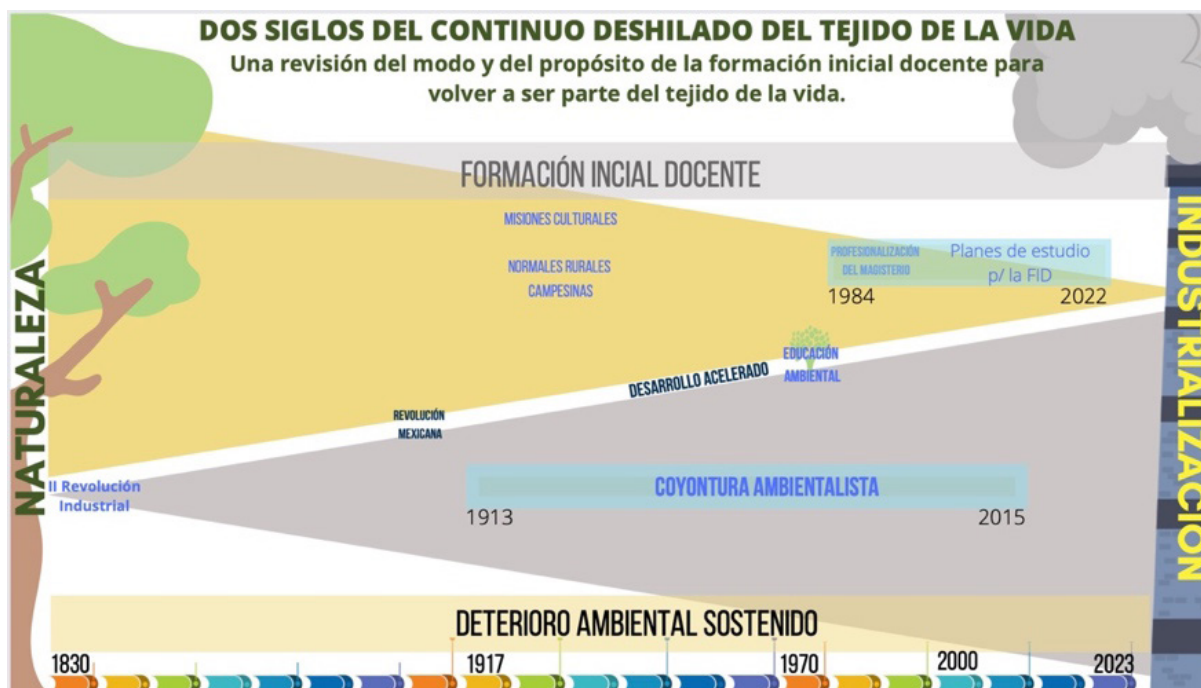 DOS SIGLOS DEL CONTINUO DESHILADO DEL TEJIDO DE LA VIDA
Una revisión del modo y del propósito de la formación inicial docente para
volver a ser parte del tejido de la vida.
FORMACIÓN INCIAL DOCENTE
MISIONES CULTURALES
NORMALES RURALES
CAMPESINAS
PROFESIONALIZACIÓN
DEL MAGISTERIO
Planes de estudio
p/ la FID
1984
2022
NATURALEZA
INDUSTRIALIZACIÓN
EDUCACIÓN
AMBIENTAL
DESARROLLO ACELERADO
REVOLUCIÓN
MEXICANA
II Revolución
Industrial
COYONTURA AMBIENTALISTA
1913
2015
DETERIORO AMBIENTAL SOSTENIDO
1830
1917
1970
2000
2023